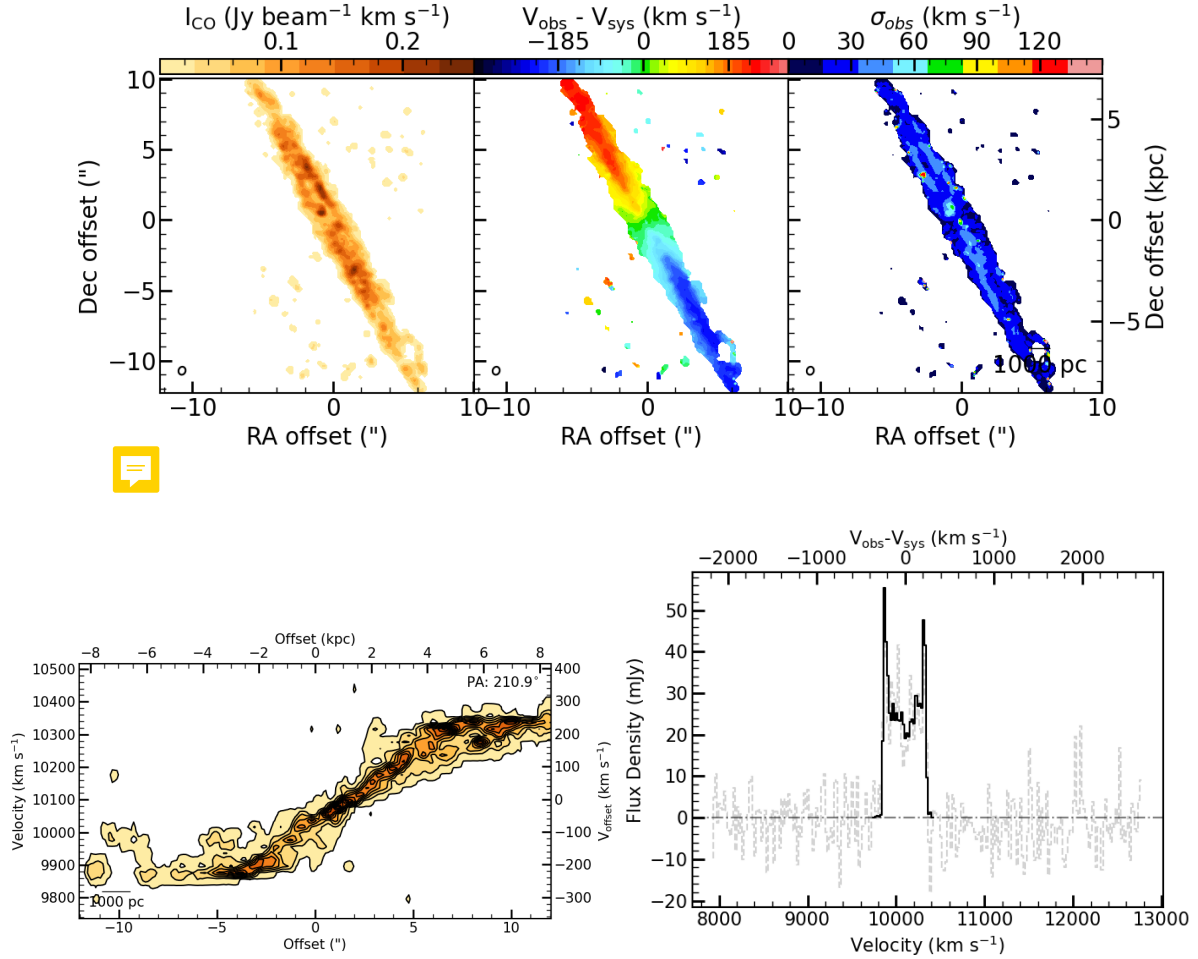 I_CO (Jy beam⁻¹ km s⁻¹) V_obs - V_sys (km s⁻¹) σ_obs
0.1 0.2 −185 0 185 0 30 60 90 120
10
5
0
−5
−10
Dec offset (")
5
0
−5
Dec offset (kpc)
1000 pc
−10 0 10 −10 0 10 −10 0 10
RA offset (") RA offset (") RA offset (")
V_obs-V_sys (km s⁻¹)
−2000 −1000 0 1000 2000
50
40
30
20
10
0
−10
−20
Flux Density (mJy)
8000 9000 10000 11000 12000 13000
Velocity (km s⁻¹)
Offset (kpc)
−8 −6 −4 −2 0 2 4 6 8
PA: 210.9°
10500
10400
10300
10200
10100
10000
9900
9800
Velocity (km s⁻¹)
400
300
200
100
0
−100
−200
−300
V_offset (km s⁻¹)
1000 pc
−10 −5 0 5 10
Offset (")